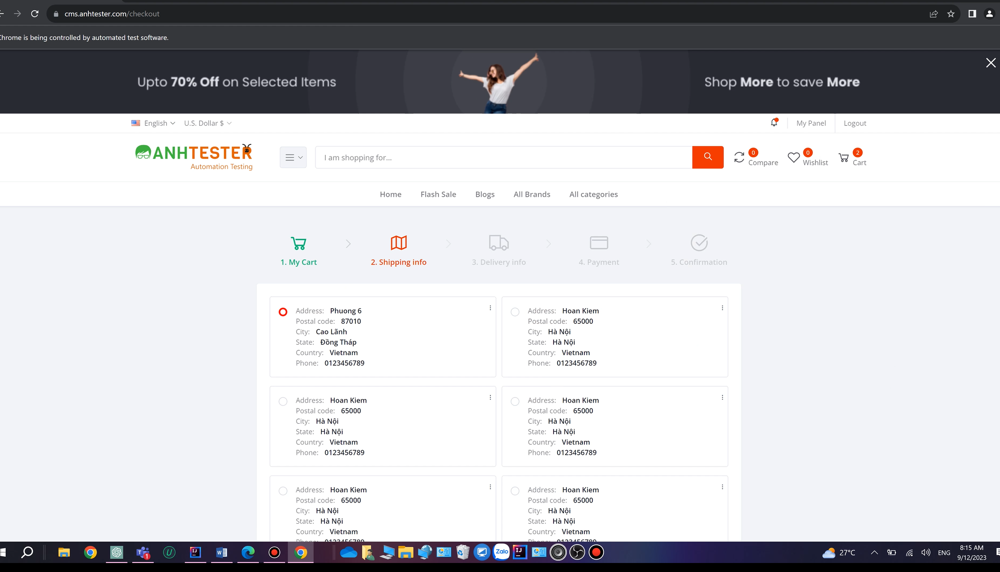 cms.anhtester.com/checkout
Chrome is being controlled by automated test software.
Upto 70% Off on Selected Items
Shop More to save More
English
U.S. Dollar $
My Panel
Logout
ANHTESTER
Automation Testing
I am shopping for...
0
Compare
0
Wishlist
2
Cart
Home
Flash Sale
Blogs
All Brands
All categories
1. My Cart
2. Shipping info
3. Delivery info
4. Payment
5. Confirmation
Address: Phuong 6
Postal code: 87010
City: Cao Lãnh
State: Đồng Tháp
Country: Vietnam
Phone: 0123456789
Address: Hoan Kiem
Postal code: 65000
City: Hà Nội
State: Hà Nội
Country: Vietnam
Phone: 0123456789
Address: Hoan Kiem
Postal code: 65000
City: Hà Nội
State: Hà Nội
Country: Vietnam
Phone: 0123456789
Address: Hoan Kiem
Postal code: 65000
City: Hà Nội
State: Hà Nội
Country: Vietnam
Phone: 0123456789
Address: Hoan Kiem
Postal code: 65000
City: Hà Nội
State: Hà Nội
Country: Vietnam
Phone: 0123456789
Address: Hoan Kiem
Postal code: 65000
City: Hà Nội
State: Hà Nội
Country: Vietnam
Phone: 0123456789
T
1
U
IJ
W
Zalo
IJ
27°C
ENG
8:15 AM
9/12/2023